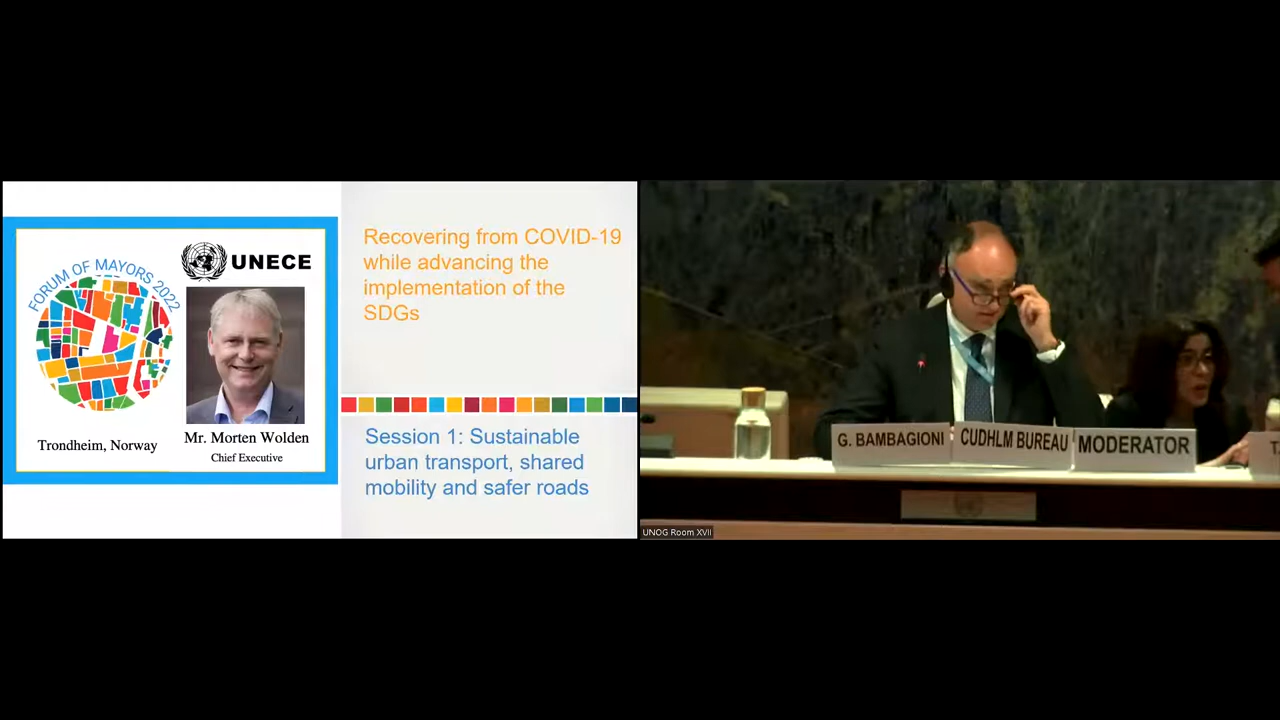 FORUM OF MAYORS 2022
UNECE
Trondheim, Norway
Mr. Morten Wolden
Chief Executive
Recovering from COVID-19
while advancing the
implementation of the
SDGs
Session 1: Sustainable
urban transport, shared
mobility and safer roads
G. BAMBAGIONI
CUDHLM BUREAU
MODERATOR
UNOG Room XVII